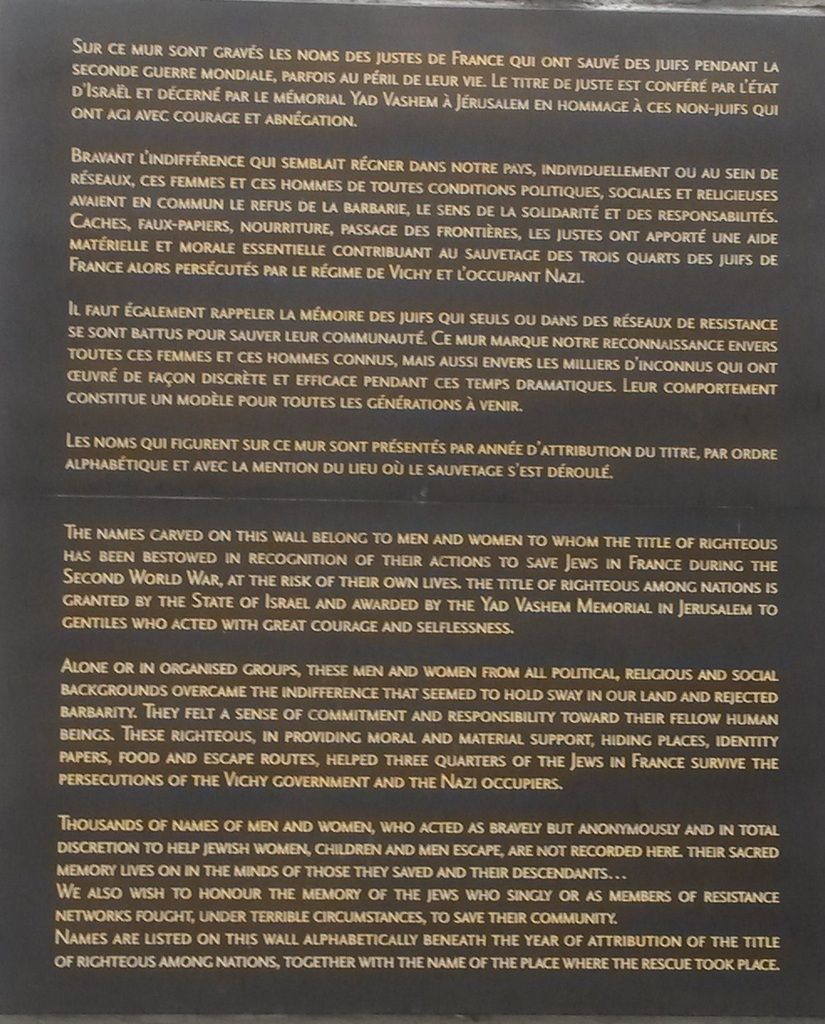 Sur ce mur sont gravés les noms des justes de France qui ont sauvé des juifs pendant la
seconde guerre mondiale, parfois au péril de leur vie. Le titre de juste est conféré par l'état
d'Israël et décerné par le mémorial Yad Vashem à Jérusalem en hommage à ces non-juifs qui
ont agi avec courage et abnégation.
Bravant l'indifférence qui semblait régner dans notre pays, individuellement ou au sein de
réseaux, ces femmes et ces hommes de toutes conditions politiques, sociales et religieuses
avaient en commun le refus de la barbarie, le sens de la solidarité et des responsabilités.
Caches, faux-papiers, nourriture, passage des frontières, les justes ont apporté une aide
matérielle et morale essentielle contribuant au sauvetage des trois quarts des juifs de
France alors persécutés par le régime de Vichy et l'occupant Nazi.
Il faut également rappeler la mémoire des juifs qui seuls ou dans des réseaux de resistance
se sont battus pour sauver leur communauté. Ce mur marque notre reconnaissance envers
toutes ces femmes et ces hommes connus, mais aussi envers les milliers d'inconnus qui ont
œuvré de façon discrète et efficace pendant ces temps dramatiques. Leur comportement
constitue un modèle pour toutes les générations à venir.
Les noms qui figurent sur ce mur sont présentés par année d'attribution du titre, par ordre
alphabétique et avec la mention du lieu où le sauvetage s'est déroulé.
The names carved on this wall belong to men and women to whom the title of righteous
has been bestowed in recognition of their actions to save Jews in France during the
Second World War, at the risk of their own lives. the title of righteous among nations is
granted by the State of Israel and awarded by the Yad Vashem Memorial in Jerusalem to
gentiles who acted with great courage and selflessness.
Alone or in organised groups, these men and women from all political, religious and social
backgrounds overcame the indifference that seemed to hold sway in our land and rejected
barbarity. They felt a sense of commitment and responsibility toward their fellow human
beings. These righteous, in providing moral and material support, hiding places, identity
papers, food and escape routes, helped three quarters of the Jews in France survive the
persecutions of the Vichy government and the Nazi occupiers.
Thousands of names of men and women, who acted as bravely but anonymously and in total
discretion to help jewish women, children and men escape, are not recorded here. Their sacred
memory lives on in the minds of those they saved and their descendants...
We also wish to honour the memory of the jews who singly or as members of resistance
networks fought, under terrible circumstances, to save their community.
Names are listed on this wall alphabetically beneath the year of attribution of the title
of righteous among nations, together with the name of the place where the rescue took place.